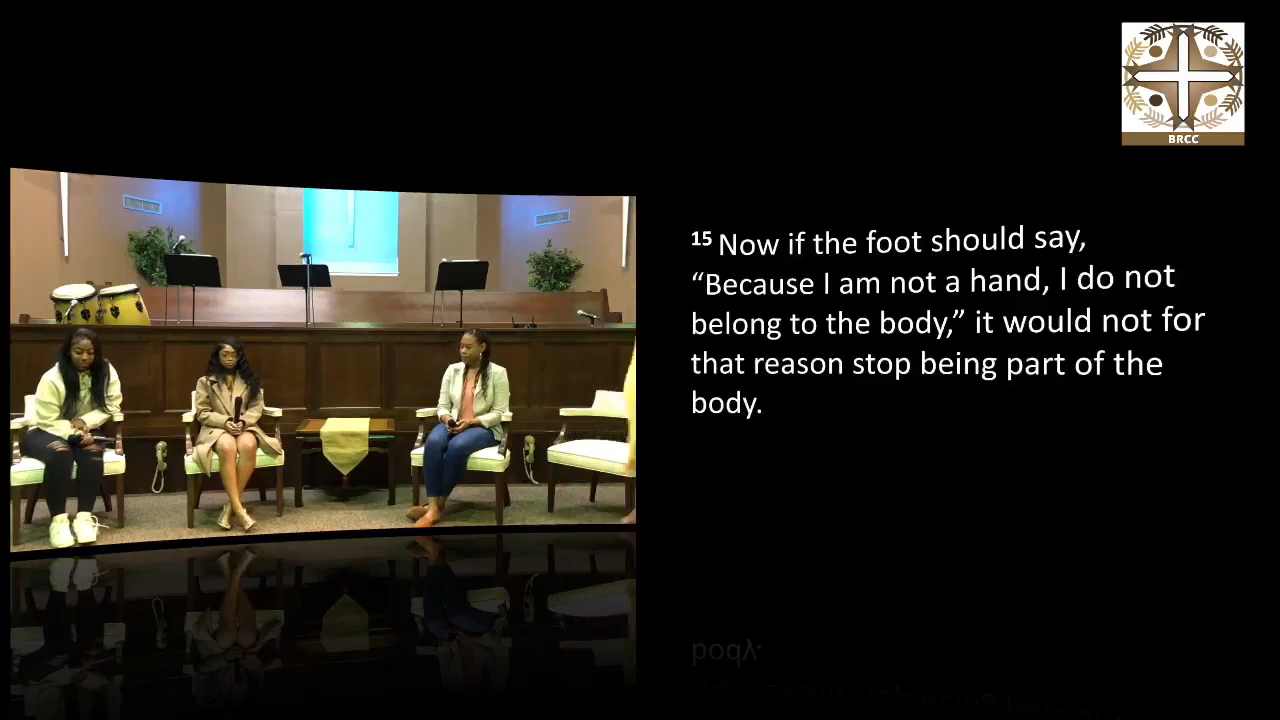 BRCC
15 Now if the foot should say,
“Because I am not a hand, I do not
belong to the body,” it would not for
that reason stop being part of the
body.